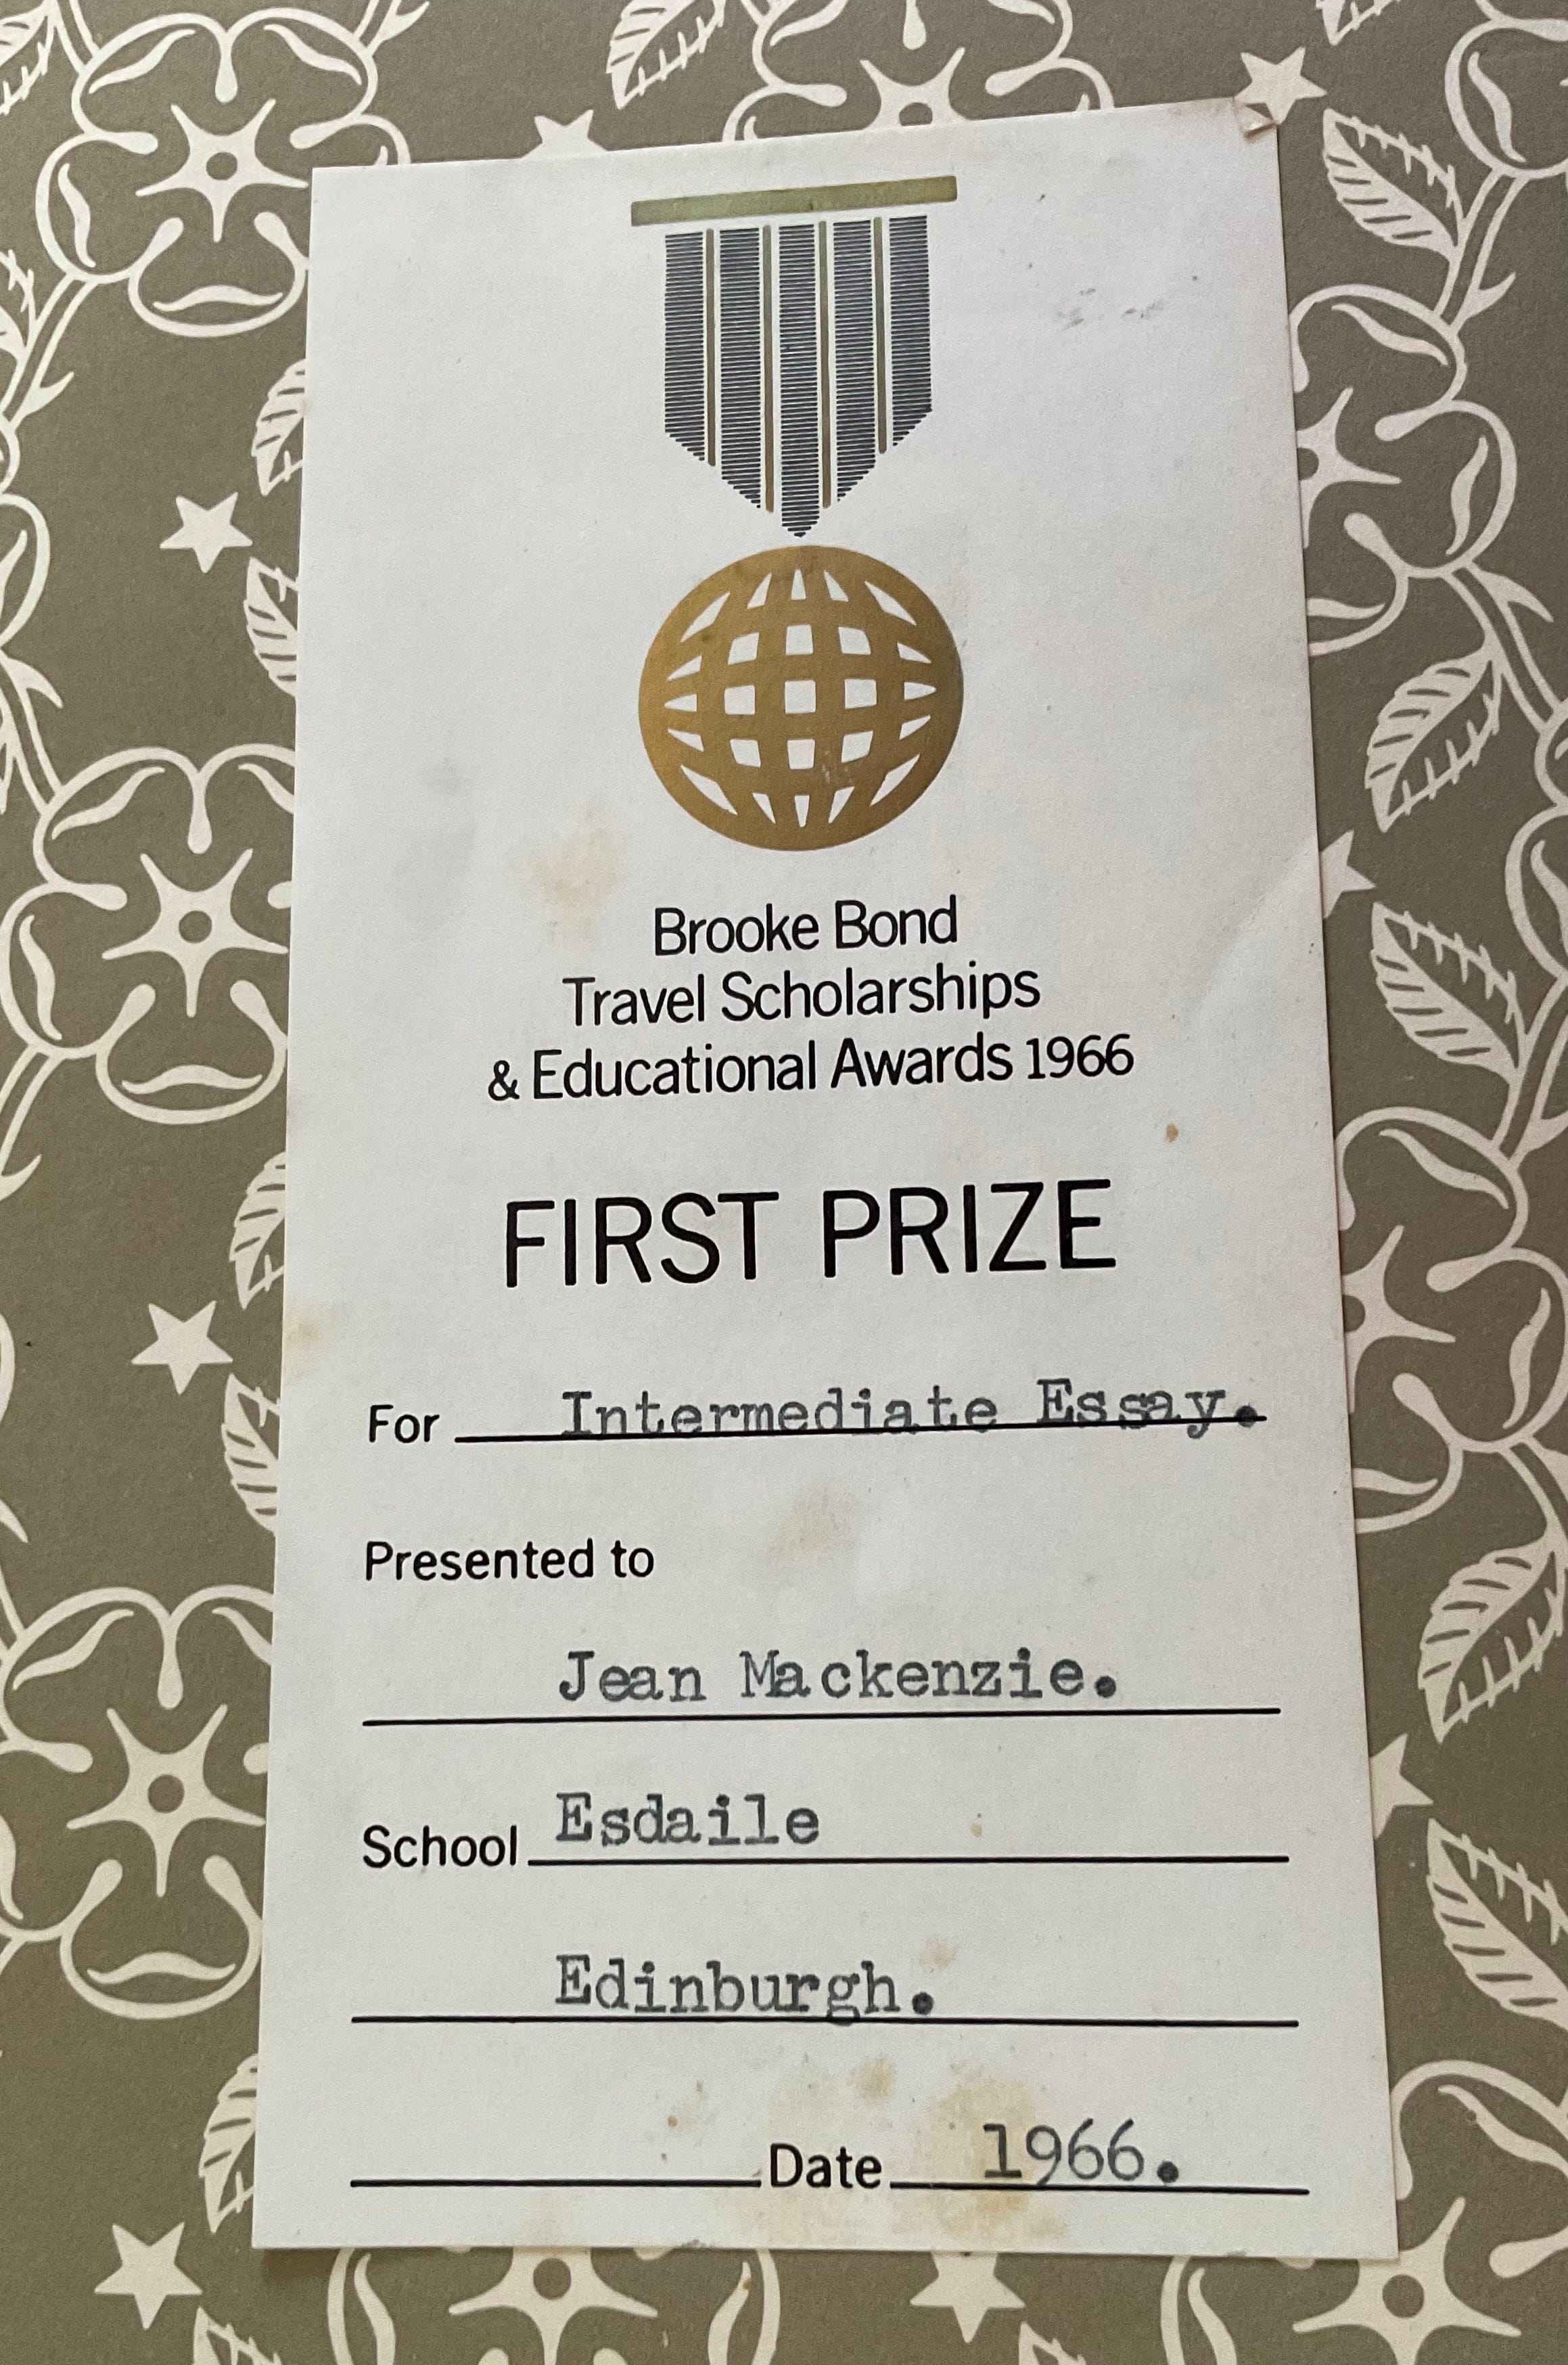 Brooke Bond
Travel Scholarships
& Educational Awards 1966
FIRST PRIZE
For Intermediate Essay.
Presented to
Jean Mackenzie.
School Esdaile
Edinburgh.
Date 1966.